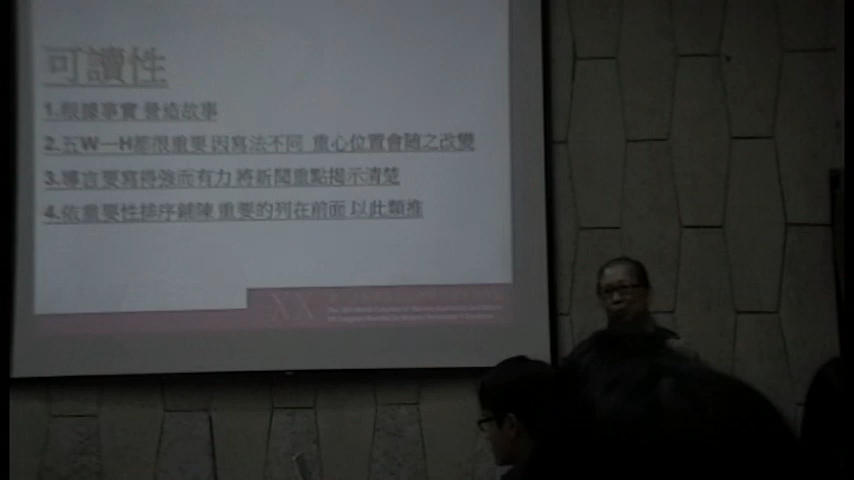 可讀性
1.根據事實 營造故事
2.五W一H都很重要 因寫法不同 重心位置會隨之改變
3.導言要寫得強而有力 將新聞重點揭示清楚
4.依重要性排序鋪陳 重要的列在前面 以此類推
XX